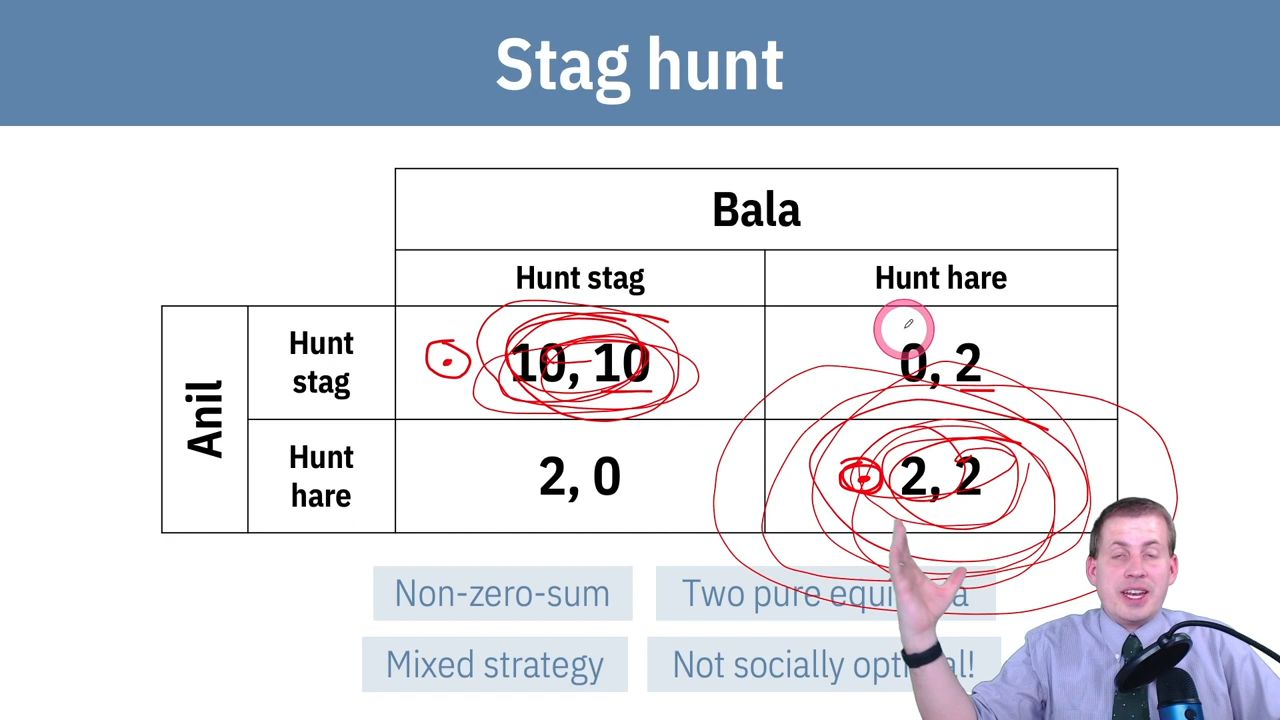 Stag hunt
Bala
Hunt stag
Hunt hare
Anil
Hunt
stag
10, 10
0, 2
Hunt
hare
2, 0
2, 2
Non-zero-sum
Two pure
Mixed strategy
Not socially